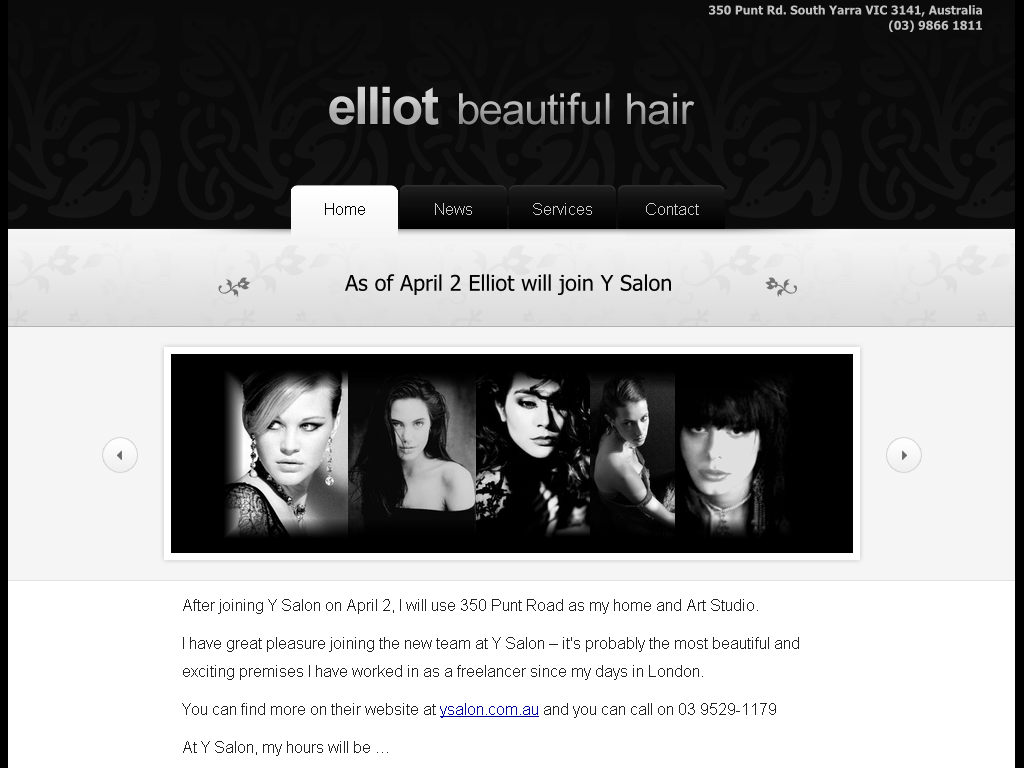 350 Punt Rd. South Yarra VIC 3141, Australia
(03) 9866 1811
elliot beautiful hair
Home News Services Contact
As of April 2 Elliot will join Y Salon
After joining Y Salon on April 2, I will use 350 Punt Road as my home and Art Studio.
I have great pleasure joining the new team at Y Salon – it's probably the most beautiful and
exciting premises I have worked in as a freelancer since my days in London.
You can find more on their website at ysalon.com.au and you can call on 03 9529-1179
At Y Salon, my hours will be …